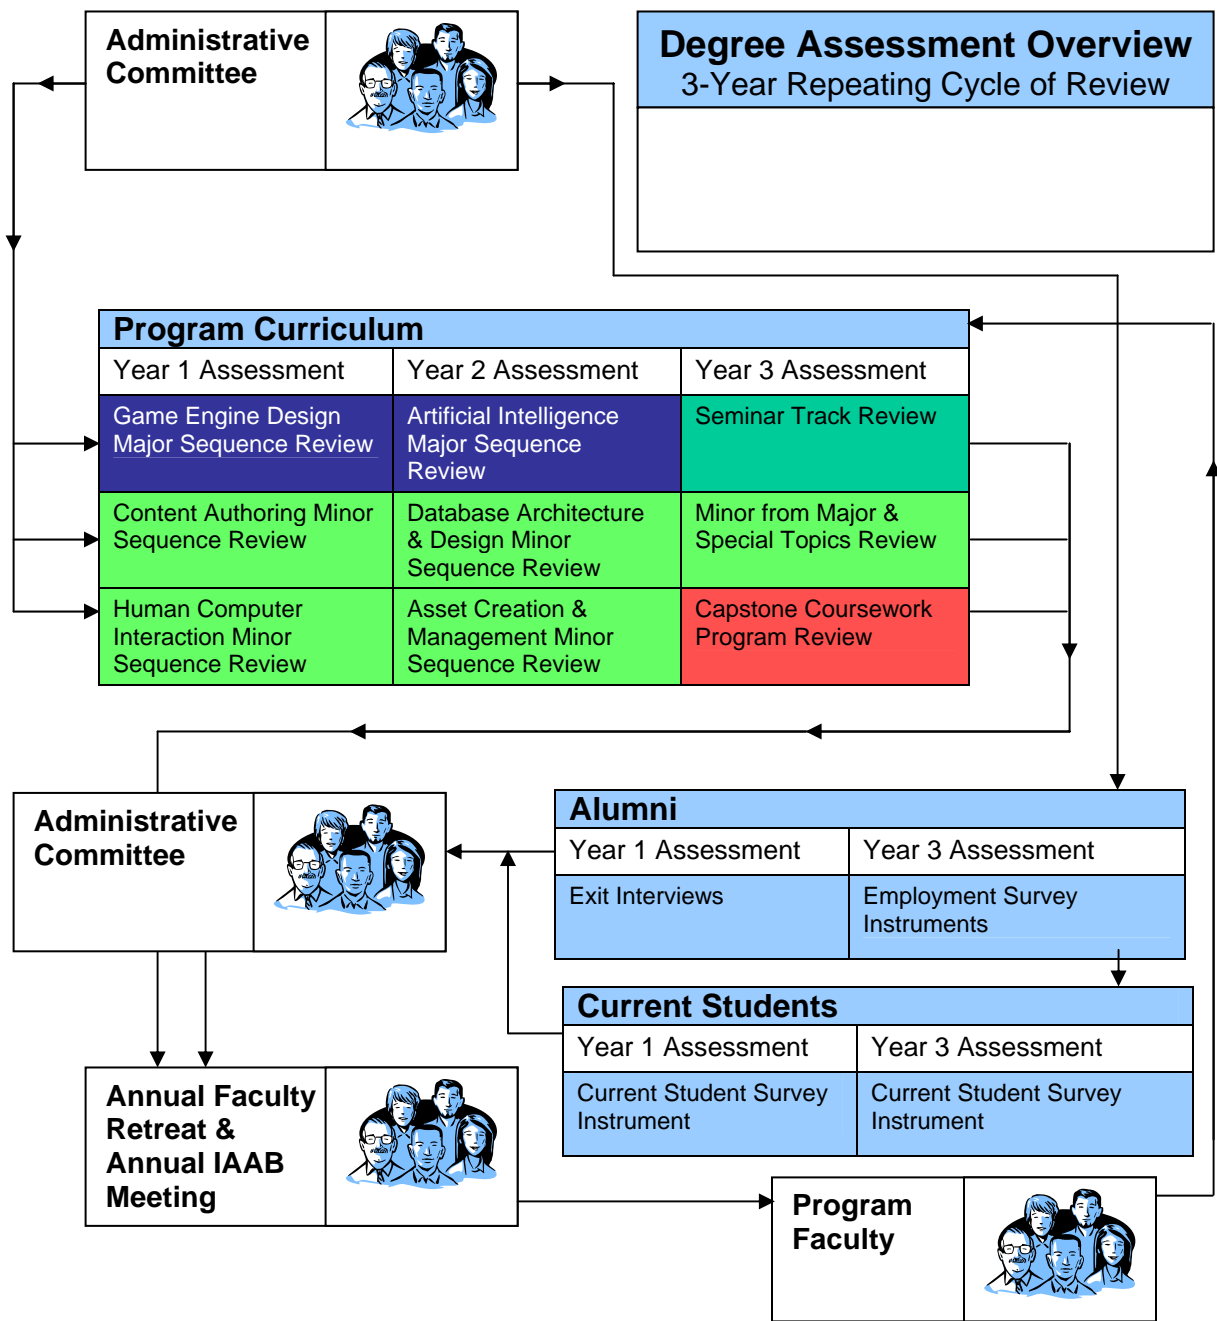 Administrative
Committee
Degree Assessment Overview
3-Year Repeating Cycle of Review
Program Curriculum
Year 1 Assessment
Year 2 Assessment
Year 3 Assessment
Game Engine Design
Major Sequence Review
Artificial Intelligence
Major Sequence
Review
Seminar Track Review
Content Authoring Minor
Sequence Review
Database Architecture
& Design Minor
Sequence Review
Minor from Major &
Special Topics Review
Human Computer
Interaction Minor
Sequence Review
Asset Creation &
Management Minor
Sequence Review
Capstone Coursework
Program Review
Administrative
Committee
Alumni
Year 1 Assessment
Year 3 Assessment
Exit Interviews
Employment Survey
Instruments
Current Students
Year 1 Assessment
Year 3 Assessment
Current Student Survey
Instrument
Current Student Survey
Instrument
Annual Faculty
Retreat &
Annual IAAB
Meeting
Program
Faculty